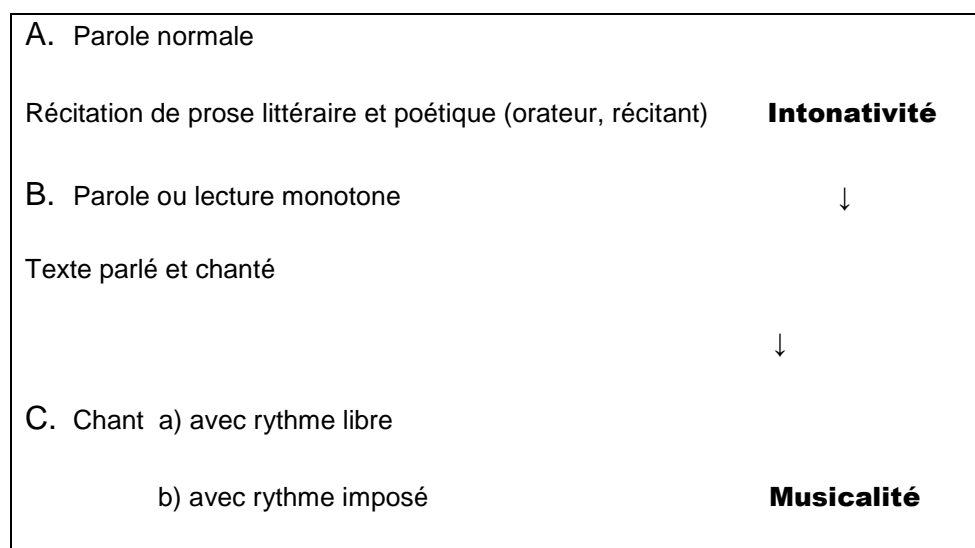 A. Parole normale
Récitation de prose littéraire et poétique (orateur, récitant) Intonativité
B. Parole ou lecture monotone ↓
Texte parlé et chanté
↓
C. Chant a) avec rythme libre
b) avec rythme imposé Musicalité